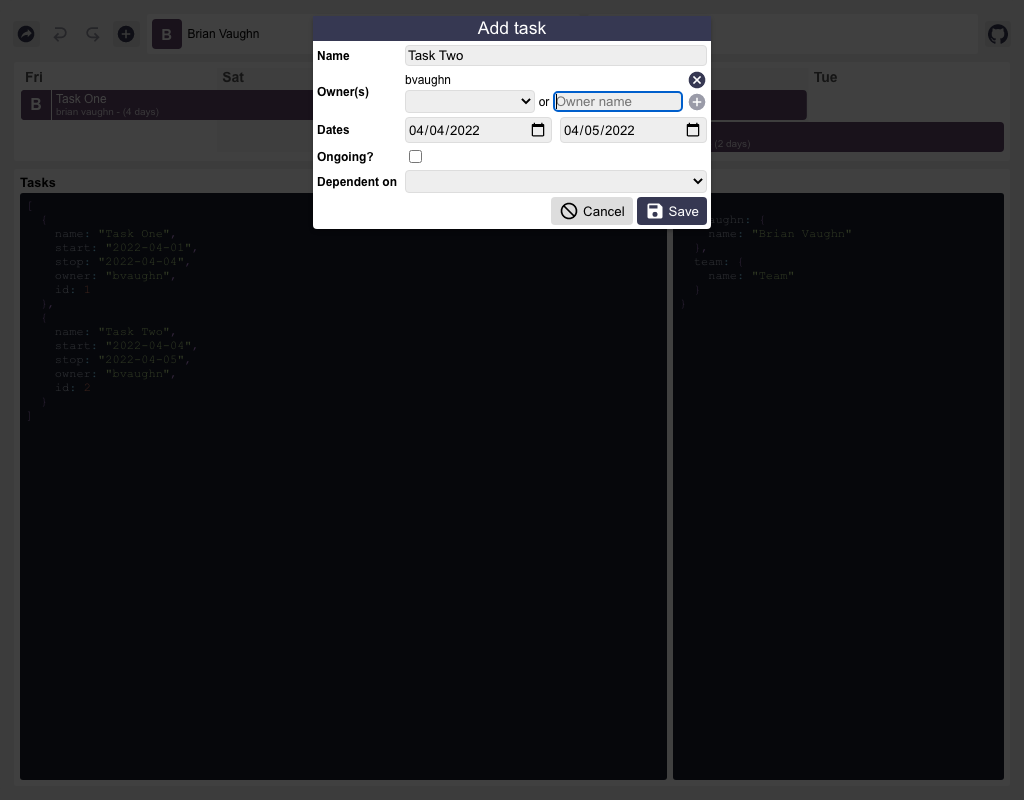 Add task
B Brian Vaughn
Name Task Two
Owner(s) bvaughn
or Owner name
Dates 04/04/2022 04/05/2022
Ongoing?
Dependent on
Cancel Save
Fri Sat Tue
B Task One
brian vaughn - (4 days)
(2 days)
Tasks
[
{
name: "Task One",
start: "2022-04-01",
stop: "2022-04-04",
owner: "bvaughn",
id: 1
},
{
name: "Task Two",
start: "2022-04-04",
stop: "2022-04-05",
owner: "bvaughn",
id: 2
}
]
ughn: {
name: "Brian Vaughn"
},
team: {
name: "Team"
}
}